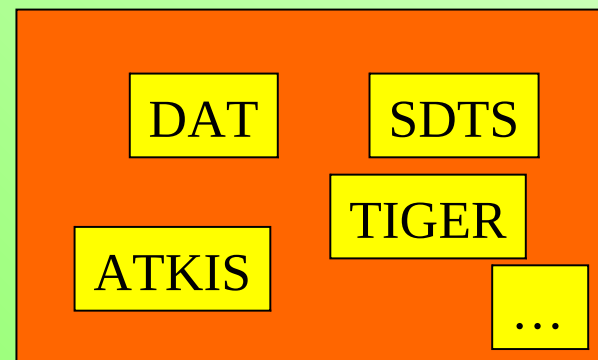 DAT
SDTS
TIGER
ATKIS
…